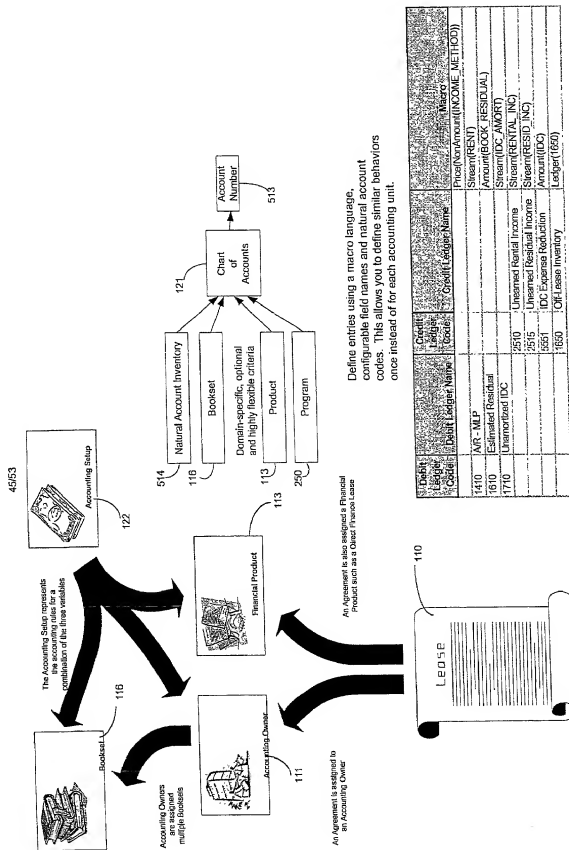 45/53
Accounting Setup
122
The Accounting Setup represents
the accounting rules for a
combination of the three variables
Bookset
116
Accounting Owners
are assigned
multiple Booksets
Accounting Owner
111
Financial Product
113
An Agreement is assigned to
an Accounting Owner
An Agreement is also assigned a Financial
Product such as a Direct Finance Lease
Lease
110
514
Natural Account Inventory
116
Bookset
Domain-specific, optional
and highly flexible criteria
113
Product
250
Program
121
Chart
of
Accounts
Account
Number
513
Define entries using a macro language,
configurable field names and natural account
codes. This allows you to define similar behaviors
once instead of for each accounting unit.
Debit Ledger Code Debit Ledger Name Credit Ledger Code Credit Ledger Name Macro
Price(NonAmount(INCOME_METHOD))
1410 A/R - MLP Stream(RENT)
1610 Estimated Residual Amount(BOOK_RESIDUAL)
1710 Unamortized IDC Stream(IDC_AMORT)
2510 Unearned Rental Income Stream(RENTAL_INC)
2515 Unearned Residual Income Stream(RESID_INC)
5551 IDC Expense Reduction Amount(IDC)
1650 Off-Lease Inventory Ledger(1650)